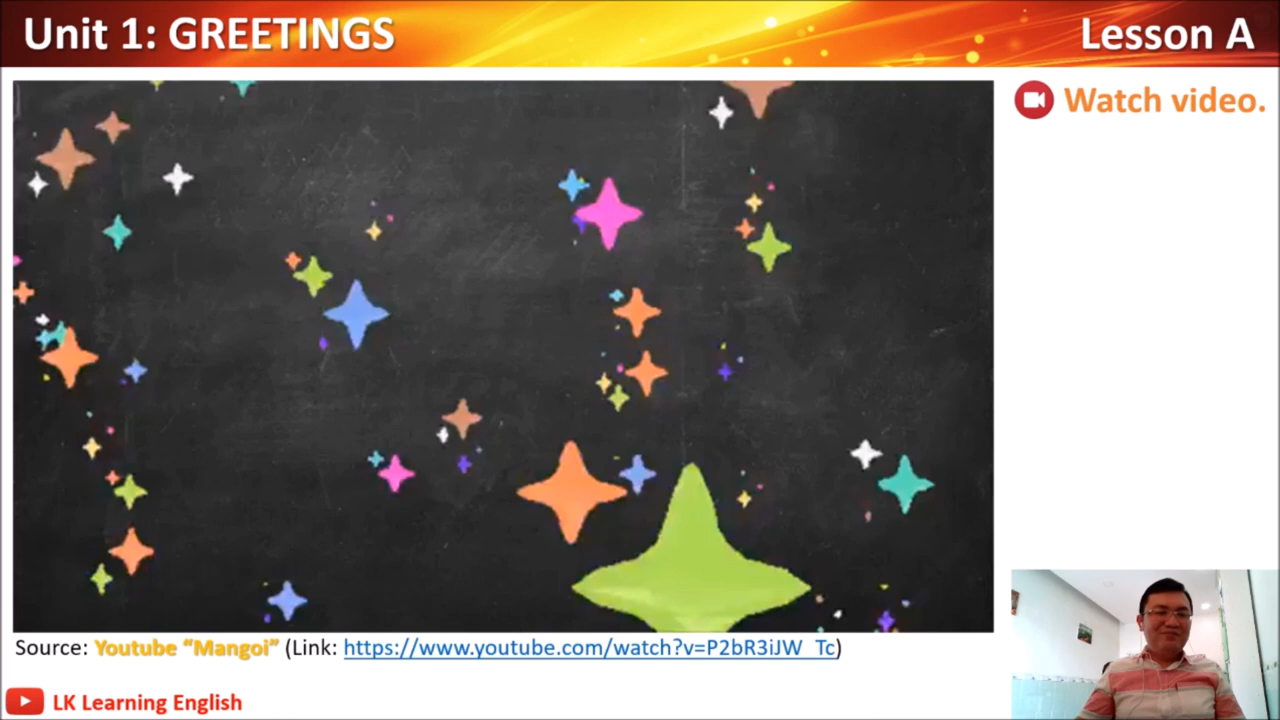 Unit 1: GREETINGS
Lesson A
Watch video.
Source: Youtube “Mangoi” (Link: https://www.youtube.com/watch?v=P2bR3iJW_Tc)
LK Learning English